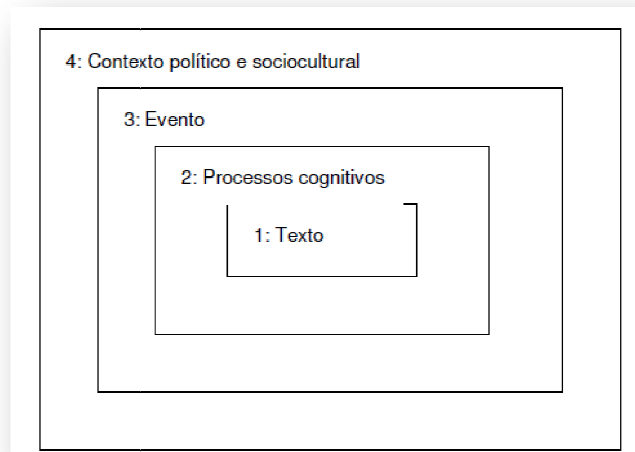 4: Contexto político e sociocultural
3: Evento
2: Processos cognitivos
1: Texto